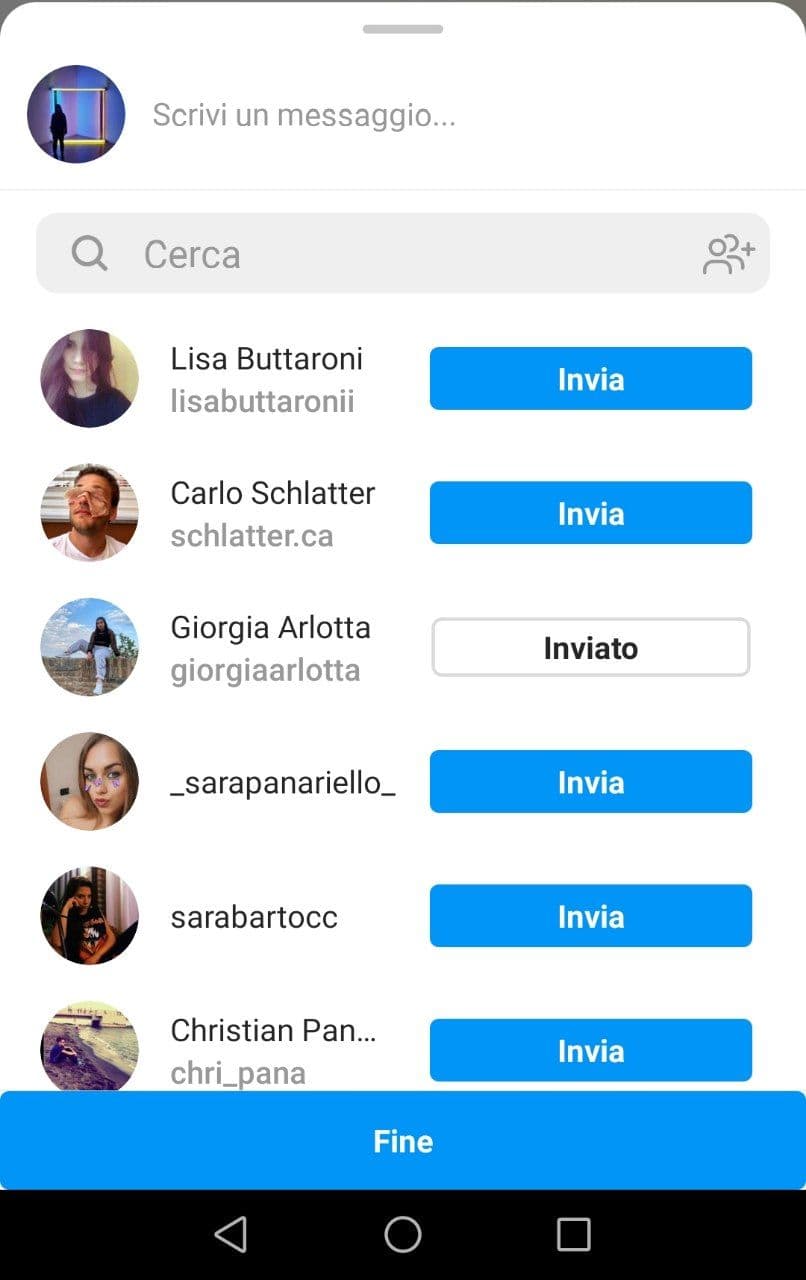 Scrivi un messaggio...
Cerca
Lisa Buttaroni
lisabuttaronii
Invia
Carlo Schlatter
schlatter.ca
Invia
Giorgia Arlotta
giorgiaarlotta
Inviato
_sarapanariello_
Invia
sarabartocc
Invia
Christian Pan...
chri_pana
Invia
Fine